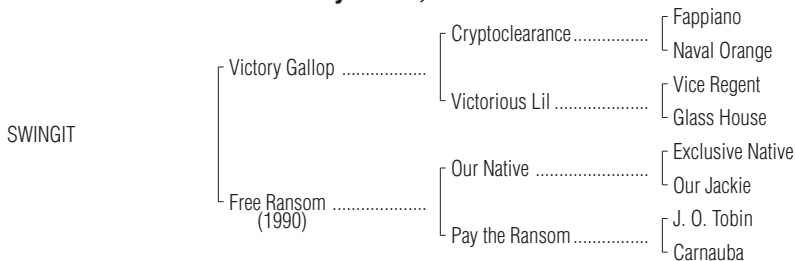 Fappiano
Cryptoclearance................
Naval Orange
Victory Gallop ..................
Vice Regent
Victorious Lil ....................
Glass House
SWINGIT
Exclusive Native
Our Native ........................
Our Jackie
Free Ransom ....................
(1990)
J. O. Tobin
Pay the Ransom................
Carnauba